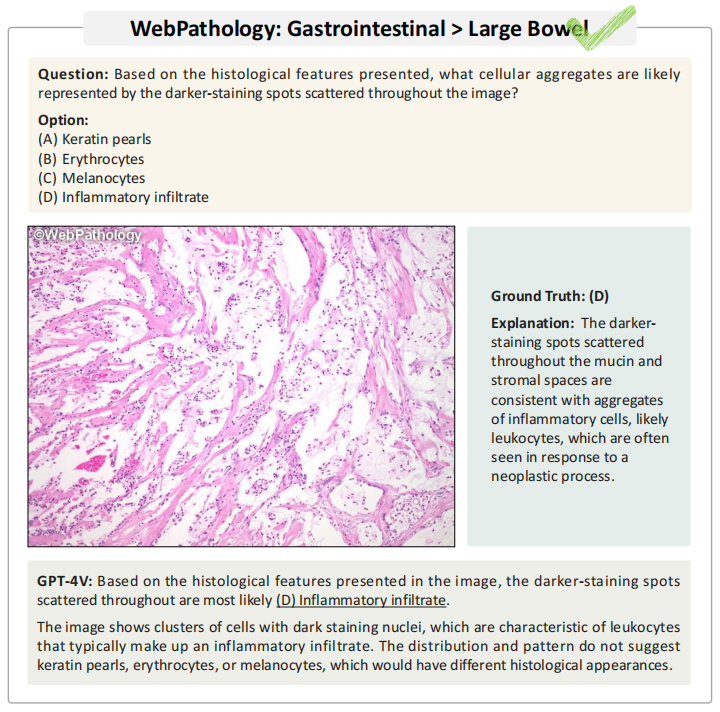 WebPathology: Gastrointestinal > Large Bowel
Question: Based on the histological features presented, what cellular aggregates are likely
represented by the darker-staining spots scattered throughout the image?
Option:
(A) Keratin pearls
(B) Erythrocytes
(C) Melanocytes
(D) Inflammatory infiltrate
©WebPathology
Ground Truth: (D)
Explanation: The darker-
staining spots scattered
throughout the mucin and
stromal spaces are
consistent with aggregates
of inflammatory cells, likely
leukocytes, which are often
seen in response to a
neoplastic process.
GPT-4V: Based on the histological features presented in the image, the darker-staining spots
scattered throughout are most likely (D) Inflammatory infiltrate.
The image shows clusters of cells with dark staining nuclei, which are characteristic of leukocytes
that typically make up an inflammatory infiltrate. The distribution and pattern do not suggest
keratin pearls, erythrocytes, or melanocytes, which would have different histological appearances.